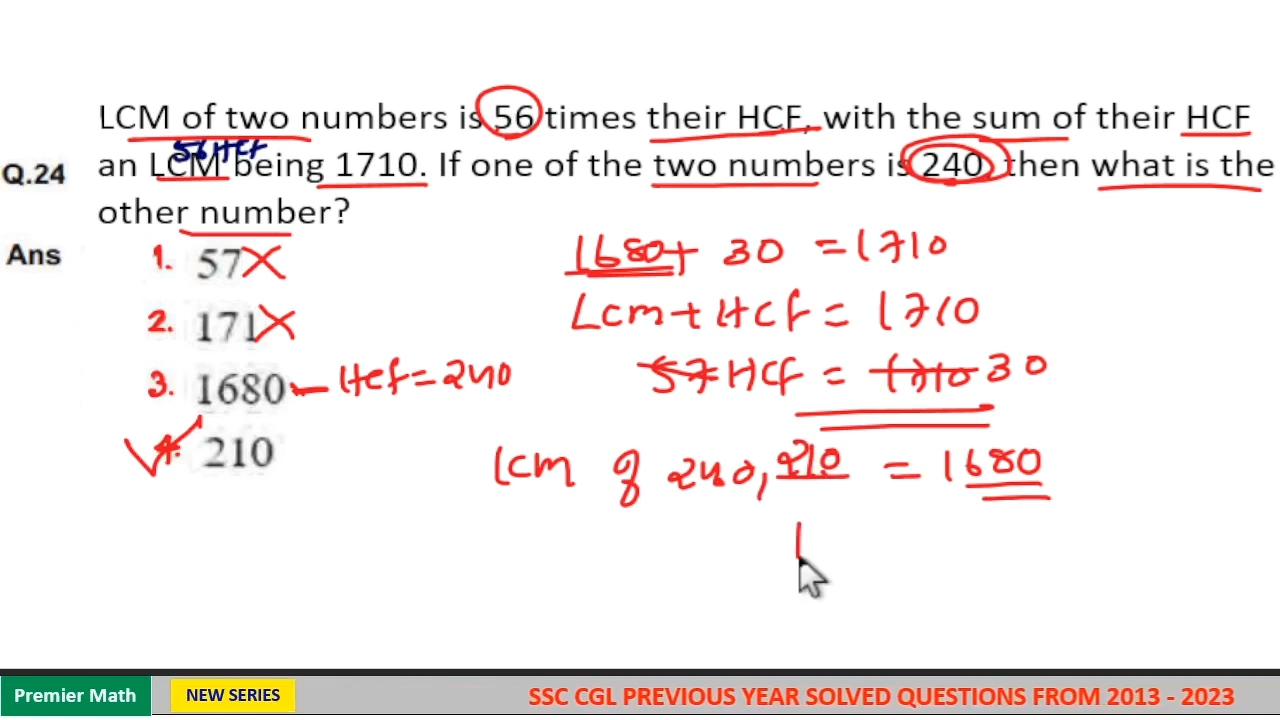 LCM of two numbers is 56 times their HCF, with the sum of their HCF
56HCF
Q.24 an LCM being 1710. If one of the two numbers is 240, then what is the
other number?
Ans 1. 57 X
1680 + 30 = 1710
2. 171 X
LCM + HCF = 1710
3. 1680 - HCF = 240
57 HCF = 1710 30
4. 210
LCM of 240, 210 = 1680
Premier Math NEW SERIES SSC CGL PREVIOUS YEAR SOLVED QUESTIONS FROM 2013 - 2023